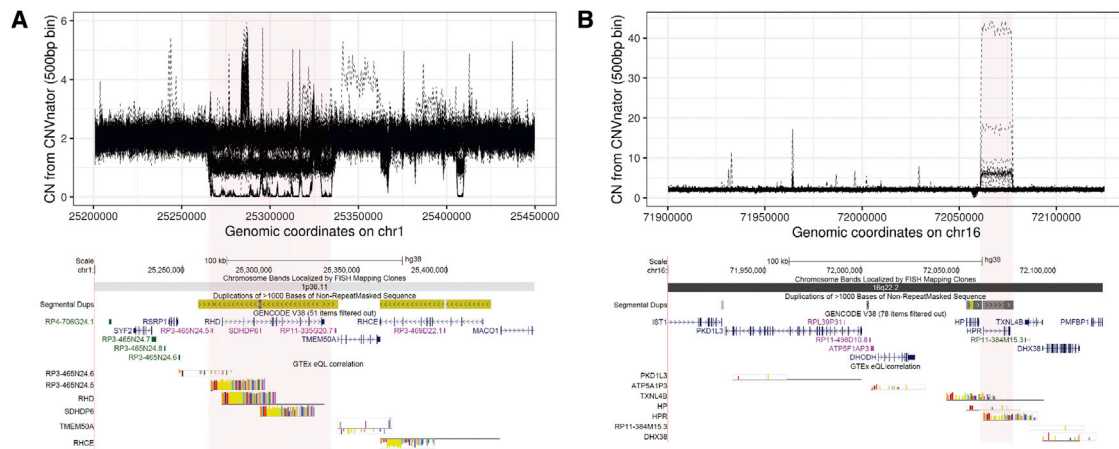 A
CN from CNVnator (500bp bin)
6
4
2
0
25200000 25250000 25300000 25350000 25400000 25450000
Genomic coordinates on chr1
Scale 100 kb hg38
chr1: 25,250,000 25,300,000 25,350,000 25,400,000
Chromosome Bands Localized by FISH Mapping Clones
1p36.11
Duplications of >1000 Bases of Non-RepeatMasked Sequence
Segmental Dups
GENCODE V38 (51 items filtered out)
RP4-706G24.1 RSRP1 RHD RP11-335G20.7 RHCE
SYF2 RP3-465N24.5 SDHDP6 RP3-469D22.1 MACO1
RP3-465N24.7 TMEM50A
RP3-465N24.8
RP3-465N24.6
GTEx eQL correlation
RP3-465N24.6
RP3-465N24.5
RHD
SDHDP6
TMEM50A
RHCE
B
CN from CNVnator (500bp bin)
40
30
20
10
0
71900000 71950000 72000000 72050000 72100000
Genomic coordinates on chr16
Scale 100 kb hg38
chr16: 71,950,000 72,000,000 72,050,000 72,100,000
Chromosome Bands Localized by FISH Mapping Clones
16q22.2
Duplications of >1000 Bases of Non-RepeatMasked Sequence
Segmental Dups
GENCODE V38 (78 items filtered out)
IST1 RPL39P31 HP TXNL4B PMFBP1
PKD1L3 HPR
RP11-498D10.8 RP11-384M15.3
ATP5F1AP3 DHX38
DHODH
GTEx eQL correlation
PKD1L3
ATP5A1P3
TXNL4B
HP
HPR
RP11-384M15.3
DHX38